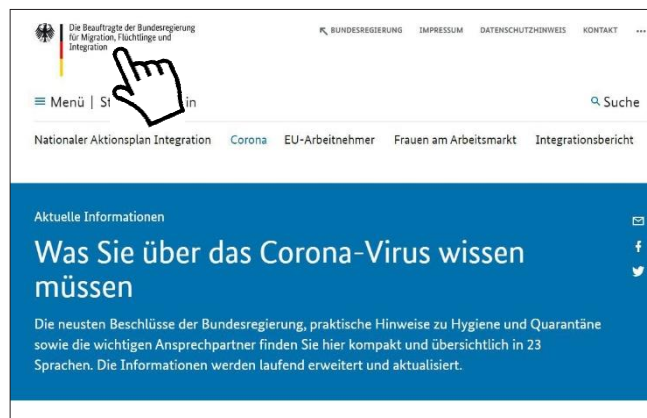 Die Beauftragte der Bundesregierung
für Migration, Flüchtlinge und
Integration
BUNDESREGIERUNG IMPRESSUM DATENSCHUTZHINWEIS KONTAKT ...
Menü | St in
Suche
Nationaler Aktionsplan Integration Corona EU-Arbeitnehmer Frauen am Arbeitsmarkt Integrationsbericht
Aktuelle Informationen
Was Sie über das Corona-Virus wissen
müssen
Die neusten Beschlüsse der Bundesregierung, praktische Hinweise zu Hygiene und Quarantäne
sowie die wichtigen Ansprechpartner finden Sie hier kompakt und übersichtlich in 23
Sprachen. Die Informationen werden laufend erweitert und aktualisiert.